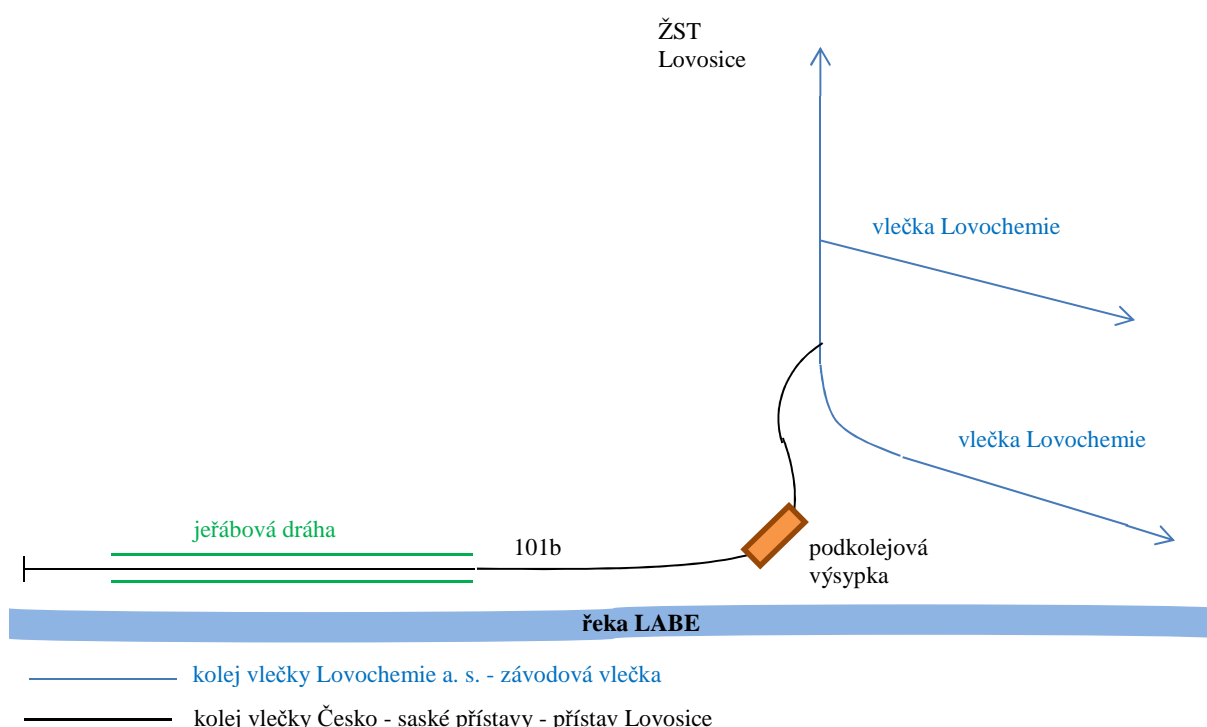 ŽST
Lovosice
vlečka Lovochemie
vlečka Lovochemie
jeřábová dráha
101b
podkolejová
výsypka
řeka LABE
kolej vlečky Lovochemie a. s. - závodová vlečka
kolej vlečky Česko - saské přístavy - přístav Lovosice